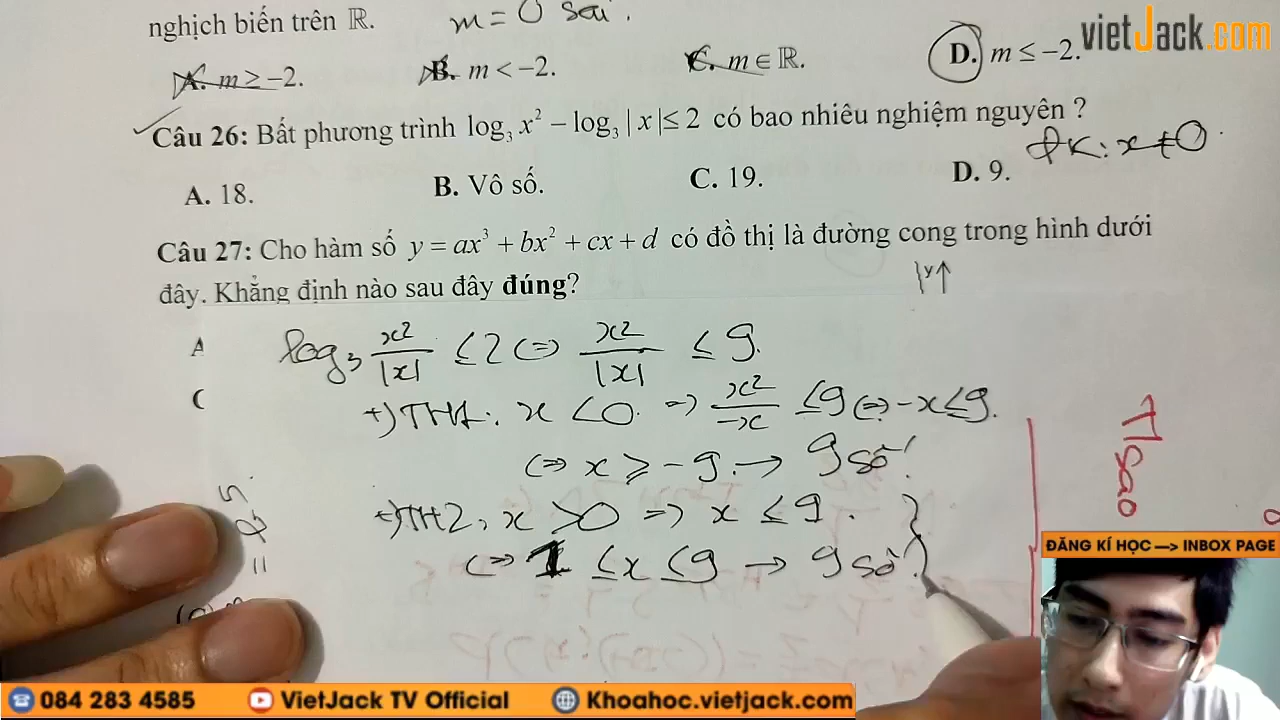 nghịch biến trên ℝ.
m = 0 sai.
vietJack.com
A. m ≥ −2. B. m < −2. C. m ∈ ℝ. D. m ≤ −2.
Câu 26: Bất phương trình log₃ x² − log₃ |x| ≤ 2 có bao nhiêu nghiệm nguyên ?
ĐK: x ≠ 0
A. 18. B. Vô số. C. 19. D. 9.
Câu 27: Cho hàm số y = ax³ + bx² + cx + d có đồ thị là đường cong trong hình dưới
đây. Khẳng định nào sau đây đúng?
y
A
log₃ x²/|x| ≤ 2 ⇔ x²/|x| ≤ 9.
+) TH1: x < 0 ⇒ x²/−x ≤ 9 ⇔ −x ≤ 9.
⇔ x ≥ −9 → 9 số
+) TH2: x > 0 ⇒ x ≤ 9.
⇔ 1 ≤ x ≤ 9 → 9 số
ĐĂNG KÍ HỌC —> INBOX PAGE
084 283 4585 VietJack TV Official Khoahoc.vietjack.com